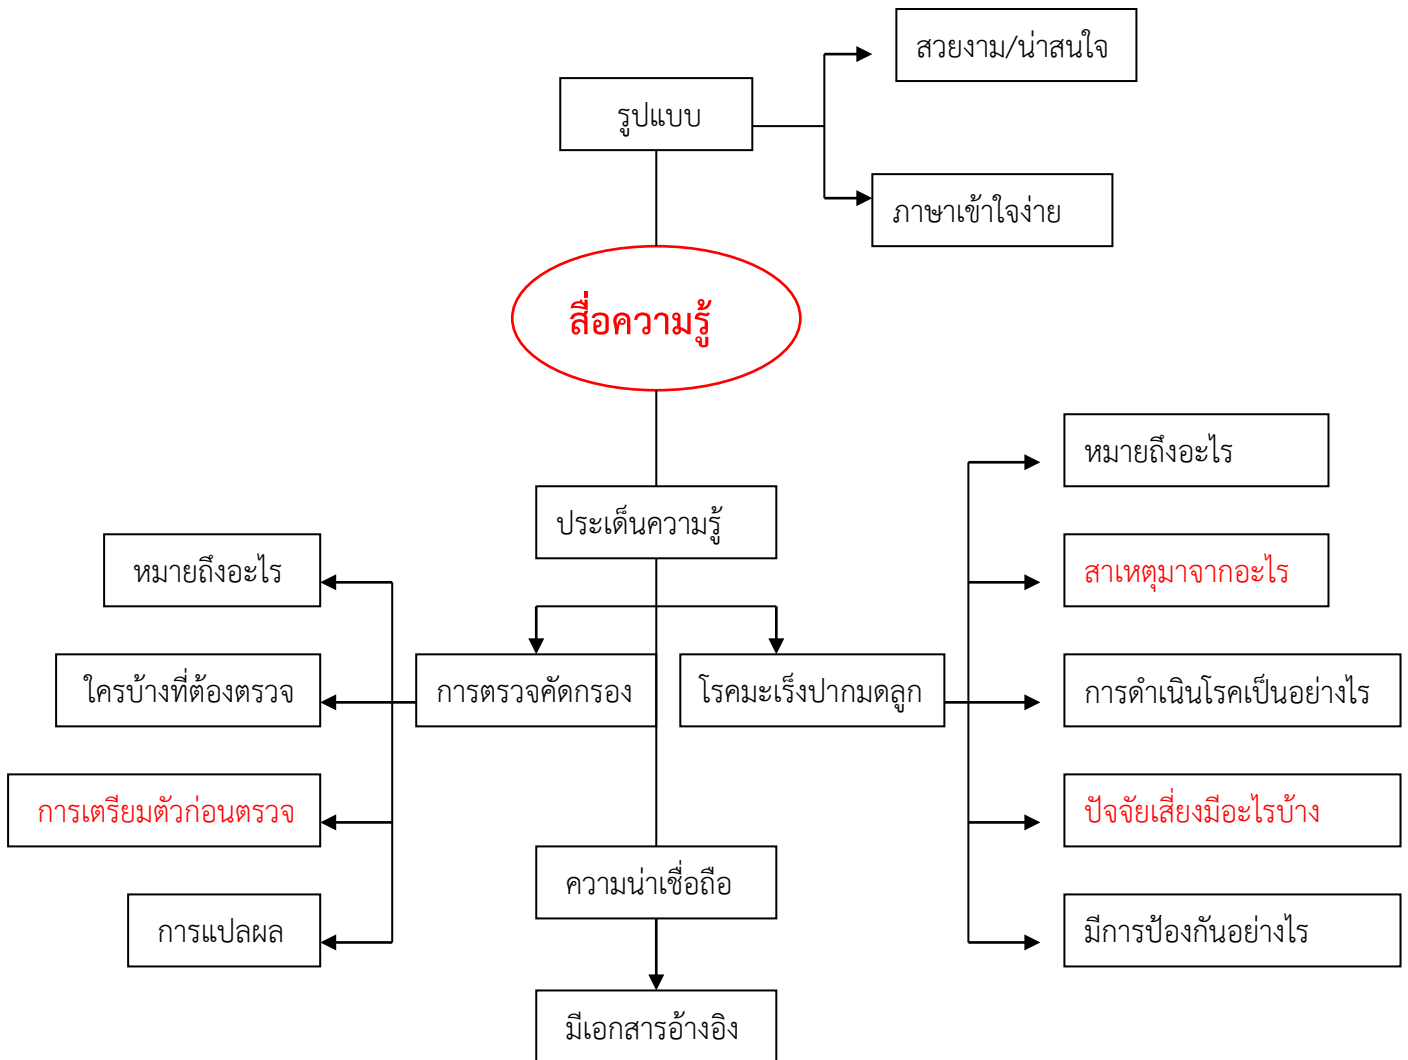 สวยงาม/น่าสนใจ
รูปแบบ
ภาษาเข้าใจง่าย
สื่อความรู้
ประเด็นความรู้
การตรวจคัดกรอง
หมายถึงอะไร
ใครบ้างที่ต้องตรวจ
การเตรียมตัวก่อนตรวจ
การแปลผล
โรคมะเร็งปากมดลูก
หมายถึงอะไร
สาเหตุมาจากอะไร
การดำเนินโรคเป็นอย่างไร
ปัจจัยเสี่ยงมีอะไรบ้าง
มีการป้องกันอย่างไร
ความน่าเชื่อถือ
มีเอกสารอ้างอิง